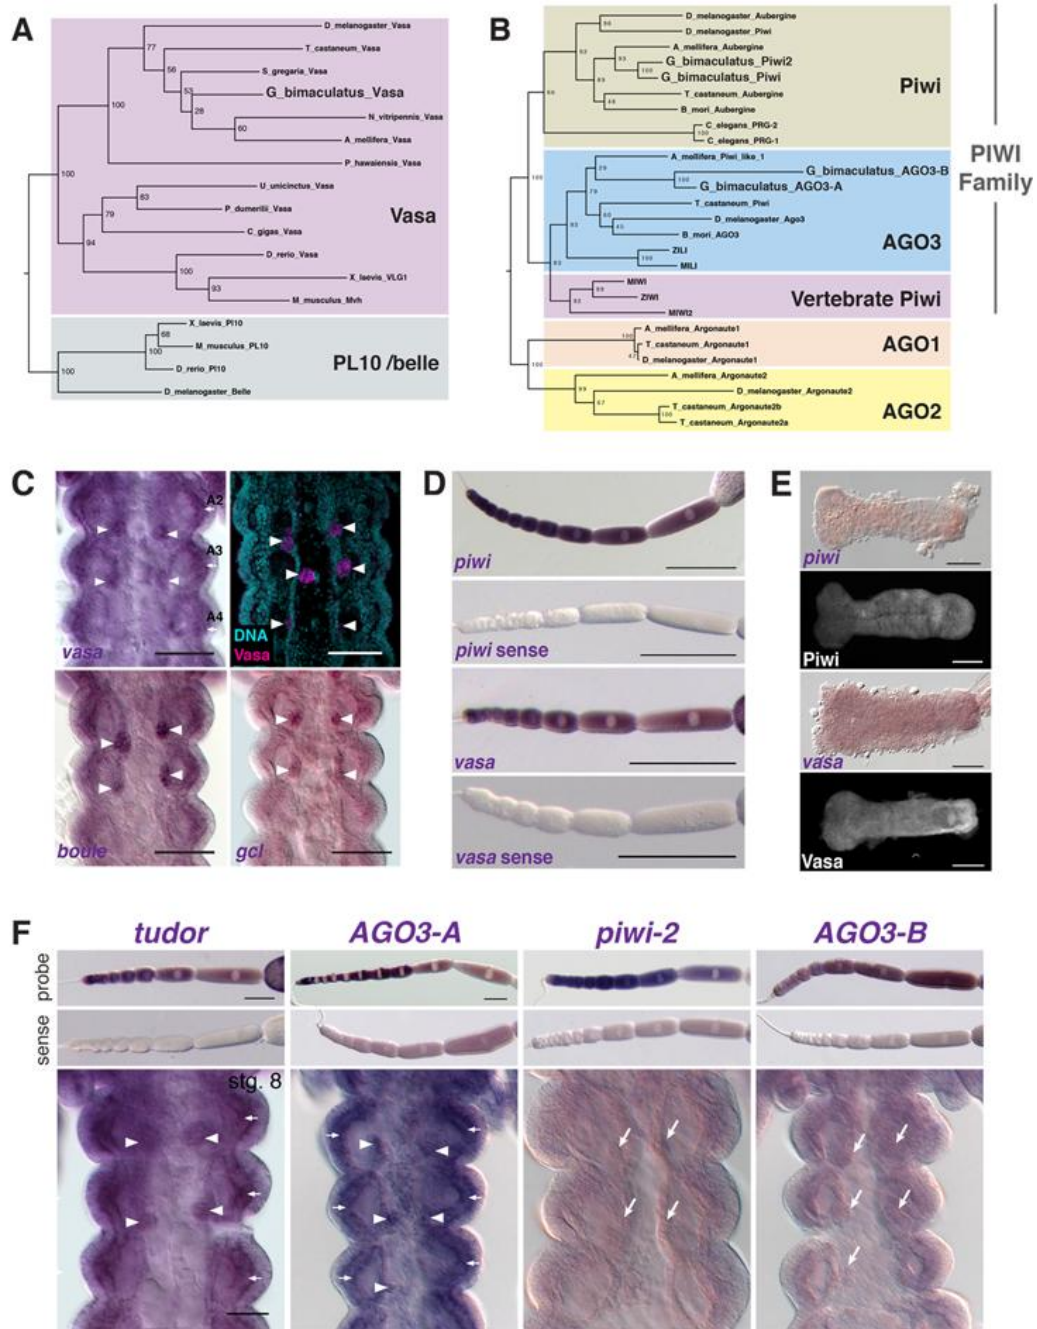 A
D_melanogaster_Vasa
77
T_castaneum_Vasa
56
S_gregaria_Vasa
53
G_bimaculatus_Vasa
28
N_vitripennis_Vasa
60
A_mellifera_Vasa
100
P_hawaiensis_Vasa
100
U_unicinctus_Vasa
83
P_dumerilii_Vasa
79
C_gigas_Vasa
94
D_rerio_Vasa
100
X_laevis_VLG1
93
M_musculus_Mvh
Vasa
X_laevis_Pl10
68
M_musculus_PL10
100
D_rerio_Pl10
100
D_melanogaster_Belle
PL10 /belle
B
D_melanogaster_Aubergine
96
D_melanogaster_Piwi
A_mellifera_Aubergine
G_bimaculatus_Piwi2
100
G_bimaculatus_Piwi
T_castaneum_Aubergine
B_mori_Aubergine
C_elegans_PRG-2
100
C_elegans_PRG-1
Piwi
A_mellifera_Piwi_like_1
G_bimaculatus_AGO3-B
100
G_bimaculatus_AGO3-A
T_castaneum_Piwi
D_melanogaster_Ago3
B_mori_AGO3
ZILI
100
MILI
AGO3
MIWI
ZIWI
MIWI2
Vertebrate Piwi
PIWI
Family
A_mellifera_Argonaute1
100
T_castaneum_Argonaute1
D_melanogaster_Argonaute1
AGO1
100
A_mellifera_Argonaute2
99
D_melanogaster_Argonaute2
T_castaneum_Argonaute2b
100
T_castaneum_Argonaute2a
AGO2
C
A2
A3
A4
vasa
DNA
Vasa
boule
gcl
D
piwi
piwi sense
vasa
vasa sense
E
piwi
Piwi
vasa
Vasa
F
tudor
AGO3-A
piwi-2
AGO3-B
probe
sense
stg. 8